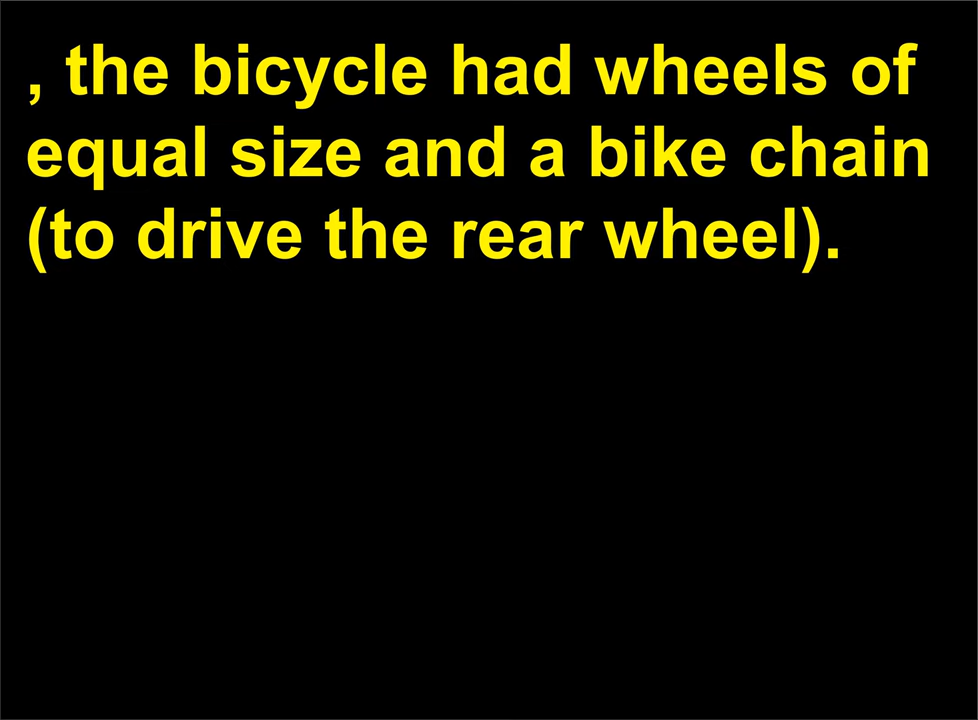 , the bicycle had wheels of
equal size and a bike chain
(to drive the rear wheel).